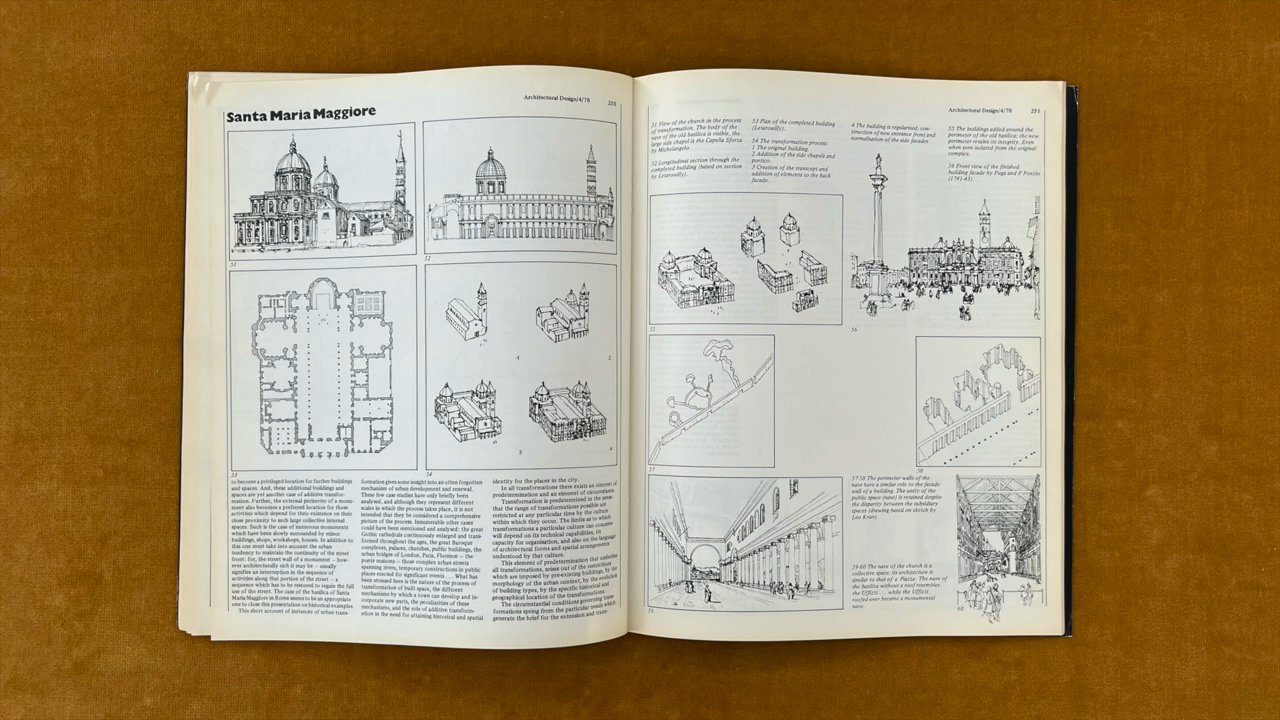 Architectural Design/4/78
250
Santa Maria Maggiore
51
52
1
2
3
4
53
54
to become a privileged location for further buildings
and spaces. And, these additional buildings and
spaces are yet another case of additive transfor-
mation. Further, the external perimeter of a monu-
ment also becomes a preferred location for those
activities which depend for their existence on their
close proximity to such large collective internal
spaces. Such is the case of numerous monuments
which have been slowly surrounded by minor
buildings, shops, workshops, houses. In addition to
this one must take into account the urban
tendency to maintain the continuity of the street
front: for, the street wall of a monument – how-
ever architecturally rich it may be – usually
signifies an interruption in the sequence of
activities along that portion of the street – a
sequence which has to be restored to regain the full
use of the street. The case of the basilica of Santa
Maria Maggiore in Rome seems to be an appropriate
one to close this presentation on historical examples.
This short account of instances of urban trans-
formation gives some insight into an often forgotten
mechanism of urban development and renewal.
These few case studies have only briefly been
analysed, and although they represent different
scales in which the process takes place, it is not
intended that they be considered a comprehensive
picture of the process. Innumerable other cases
could have been mentioned and analysed: the great
Gothic cathedrals continuously enlarged and trans-
formed throughout the ages, the great Baroque
complexes, palaces, churches, public buildings, the
urban bridges of London, Paris, Florence – the
ponte maisons – those complex urban streets
spanning rivers, temporary constructions in public
places erected for significant events . . . What has
been stressed here is the nature of the process of
transformation of built space, the different
mechanisms by which a town can develop and in-
corporate new parts, the peculiarities of these
mechanisms, and the role of additive transform-
ation in the need for attaining historical and spatial
identity for the places in the city.
In all transformations there exists an element of
predetermination and an element of circumstance.
Transformation is predetermined in the sense
that the range of transformations possible are
restricted at any particular time by the culture
within which they occur. The limits as to which
transformations a particular culture can conceive
will depend on its technical capabilities, its
capacity for organisation, and also on the language
of architectural forms and spatial arrangements
understood by that culture.
This element of predetermination that underlies
all transformations, arises out of the restrictions
which are imposed by pre-existing buildings, by the
morphology of the urban context, by the evolution
of building types, by the specific historical and
geographical location of the transformations.
The circumstantial conditions governing trans-
formations spring from the particular needs which
generate the brief for the extension and trans-
Architectural Design/4/78
251
51 View of the church in the process
of transformation. The body of the
nave of the old basilica is visible, the
large side chapel is the Capella Sforza
by Michelangelo.
52 Longitudinal section through the
completed building (based on section
by Letarouilly).
53 Plan of the completed building
(Letarouilly).
54 The transformation process:
1 The original building.
2 Addition of the side chapels and
portico.
3 Creation of the transept and
addition of elements to the back
facade.
4 The building is regularised, con-
struction of new entrance front and
normalisation of the side facades
55 The buildings added around the
perimeter of the old basilica; the new
perimeter retains its integrity. Even
when seen isolated from the original
complex.
56 Front view of the finished
building facade by Fuga and F Ponzio
(1741-43).
55
56
57
58
57-58 The perimeter walls of the
nave have a similar role to the facade
wall of a building. The unity of the
public space (nave) is retained despite
the disparity between the subsidiary
spaces (drawing based on sketch by
Leo Krier).
59-60 The nave of the church is a
collective space, its architecture is
similar to that of a Piazza. The nave of
the basilica without a roof resembles
the Uffizzi . . . while the Uffizzi
roofed-over became a monumental
nave.
59
60